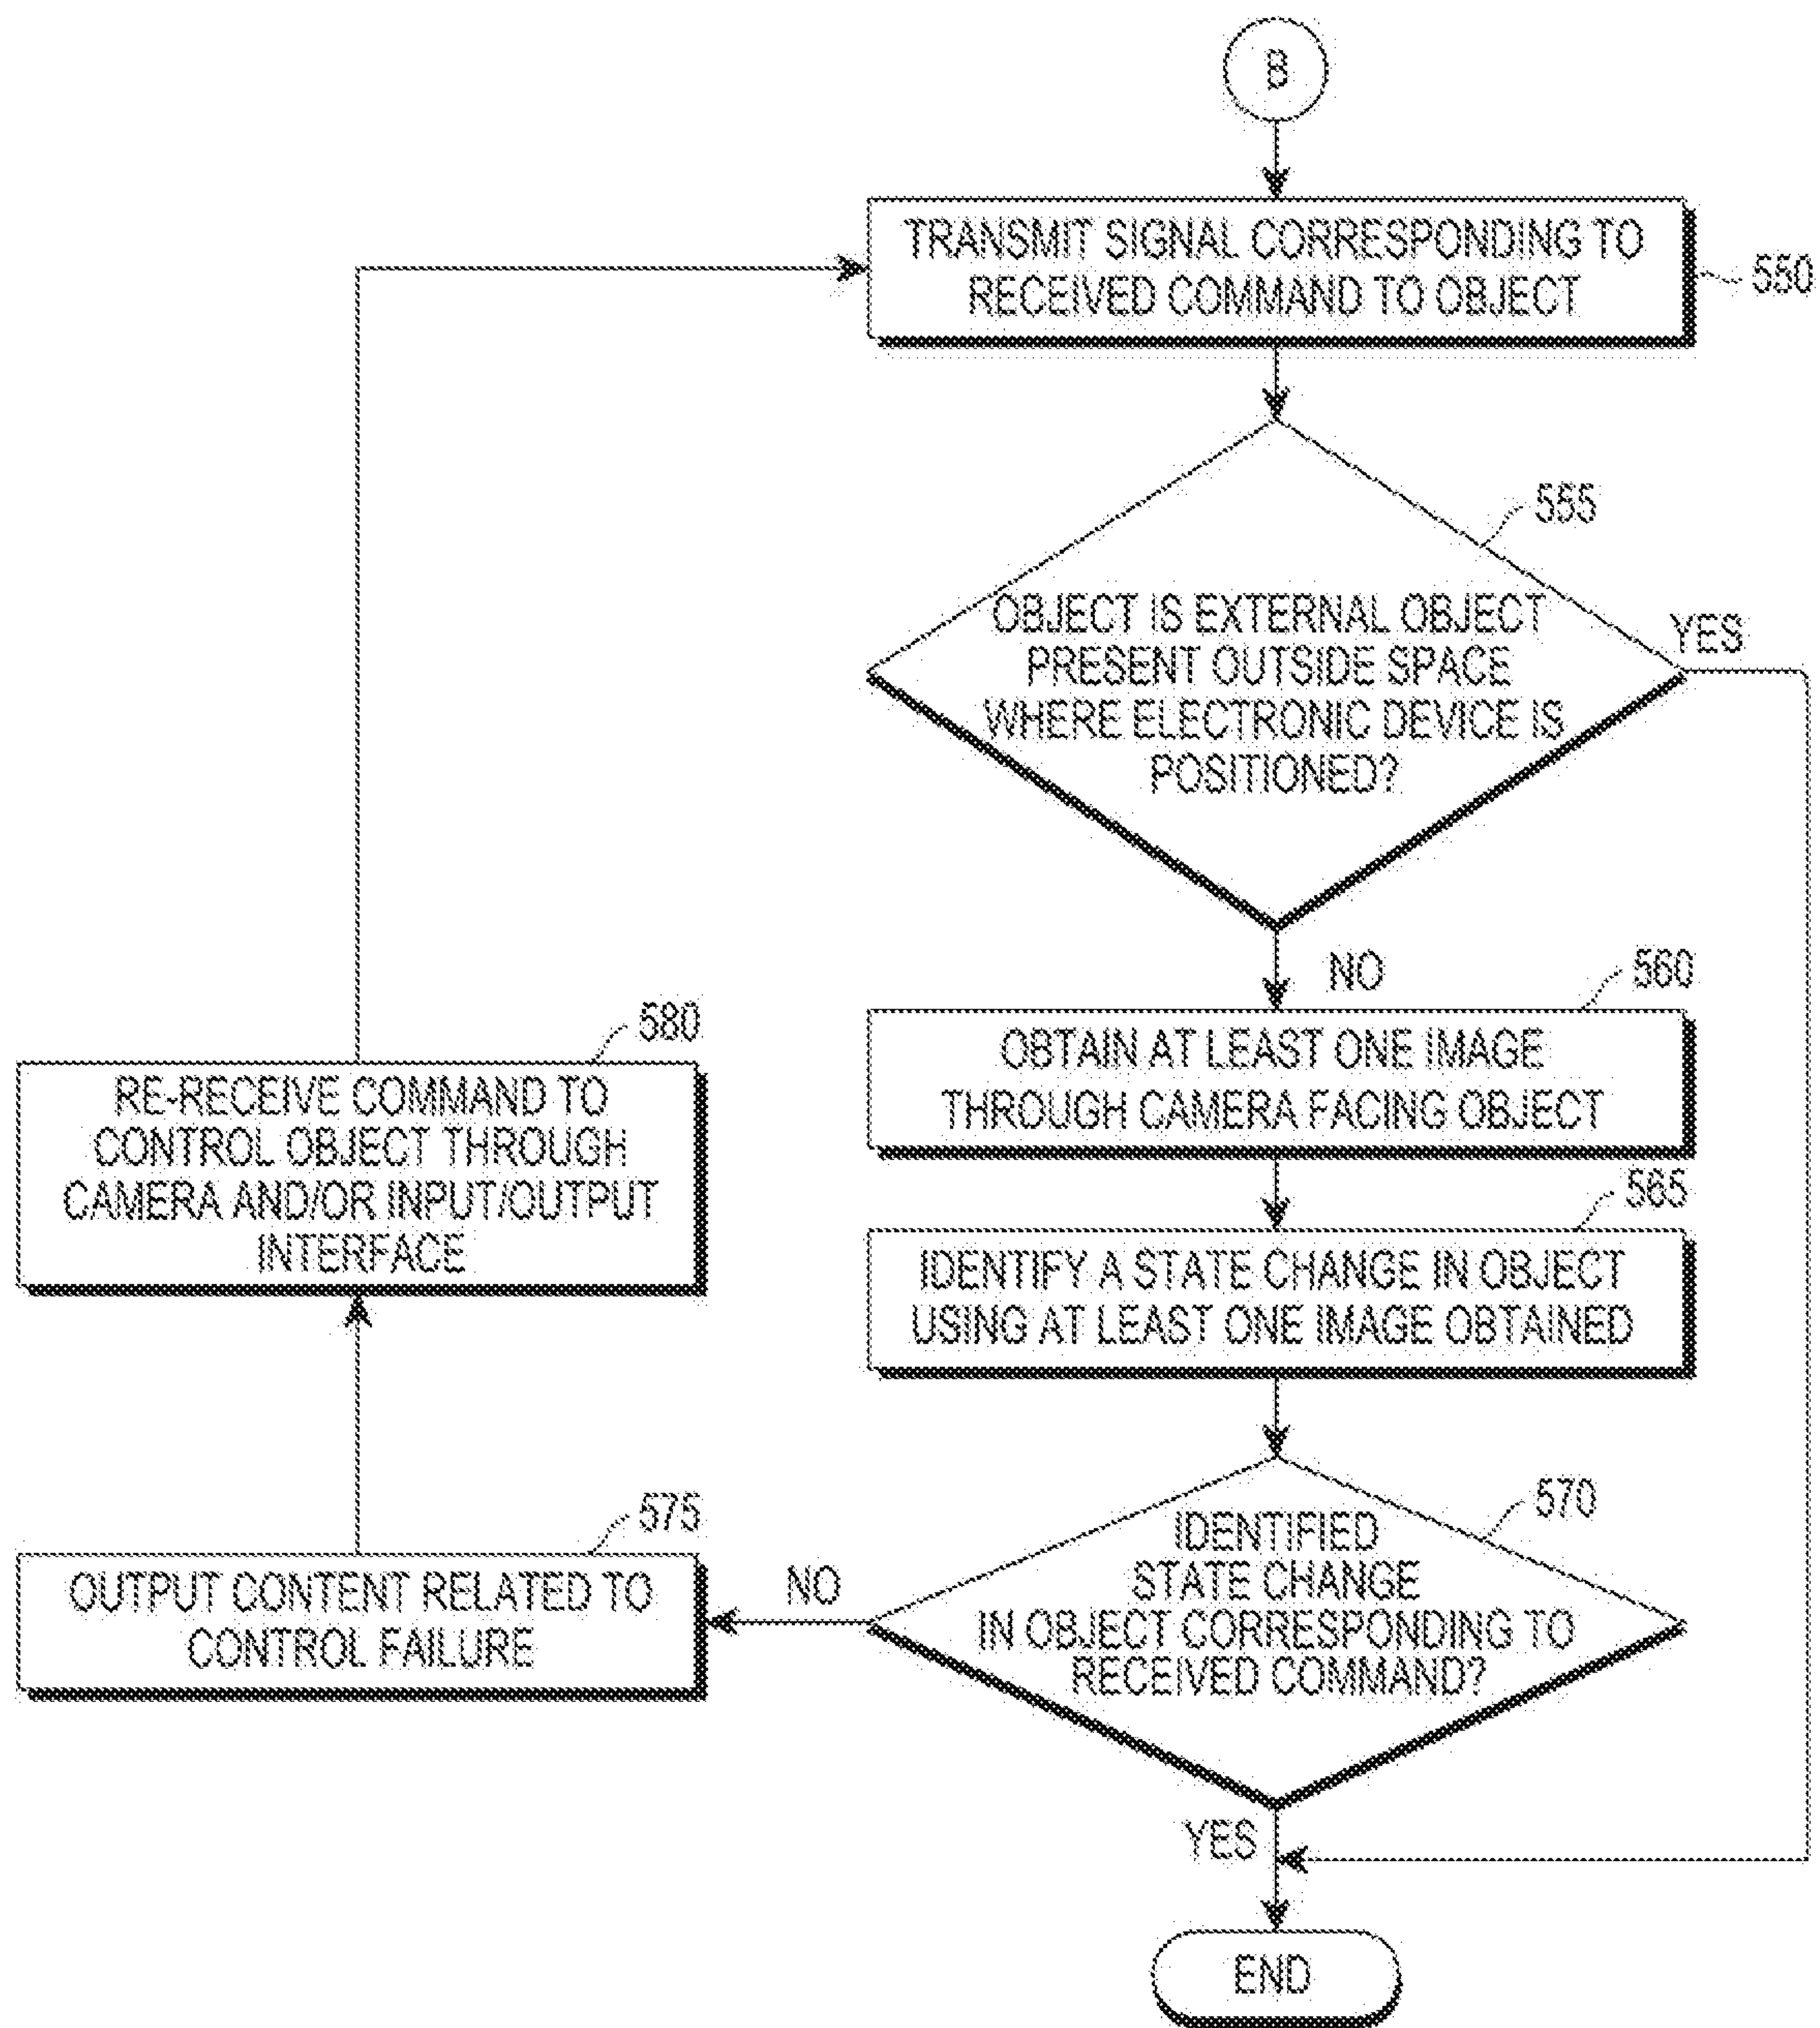 B
TRANSMIT SIGNAL CORRESPONDING TO
RECEIVED COMMAND TO OBJECT
550
555
OBJECT IS EXTERNAL OBJECT
PRESENT OUTSIDE SPACE
WHERE ELECTRONIC DEVICE IS
POSITIONED?
YES
NO
560
OBTAIN AT LEAST ONE IMAGE
THROUGH CAMERA FACING OBJECT
565
IDENTIFY A STATE CHANGE IN OBJECT
USING AT LEAST ONE IMAGE OBTAINED
570
IDENTIFIED
STATE CHANGE
IN OBJECT CORRESPONDING TO
RECEIVED COMMAND?
NO
YES
575
OUTPUT CONTENT RELATED TO
CONTROL FAILURE
580
RE-RECEIVE COMMAND TO
CONTROL OBJECT THROUGH
CAMERA AND/OR INPUT/OUTPUT
INTERFACE
END